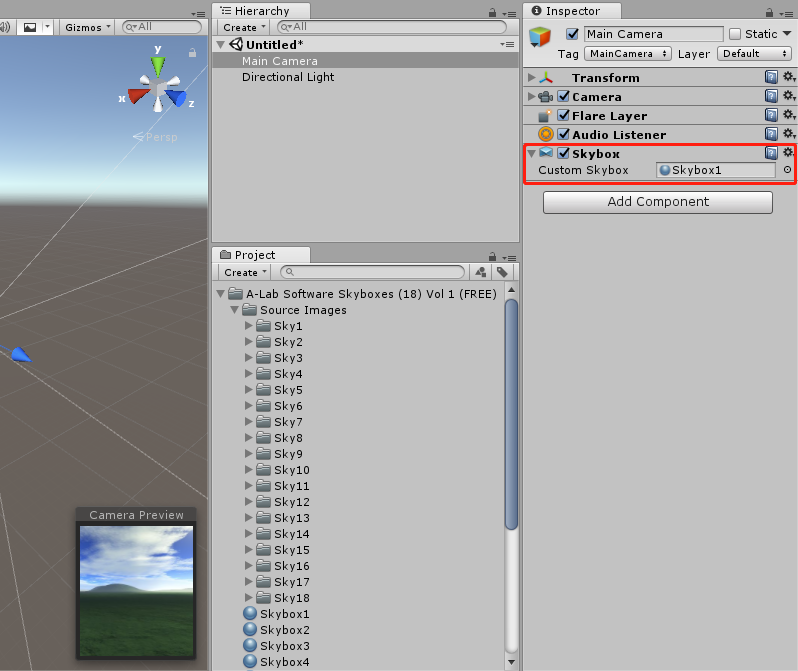 Gizmos
All
y
x
z
Persp
Camera Preview
Hierarchy
Create
All
Untitled*
Main Camera
Directional Light
Project
Create
A-Lab Software Skyboxes (18) Vol 1 (FREE)
Source Images
Sky1
Sky2
Sky3
Sky4
Sky5
Sky6
Sky7
Sky8
Sky9
Sky10
Sky11
Sky12
Sky13
Sky14
Sky15
Sky16
Sky17
Sky18
Skybox1
Skybox2
Skybox3
Skybox4
Inspector
Main Camera Static
Tag MainCamera Layer Default
Transform
Camera
Flare Layer
Audio Listener
Skybox
Custom Skybox Skybox1
Add Component